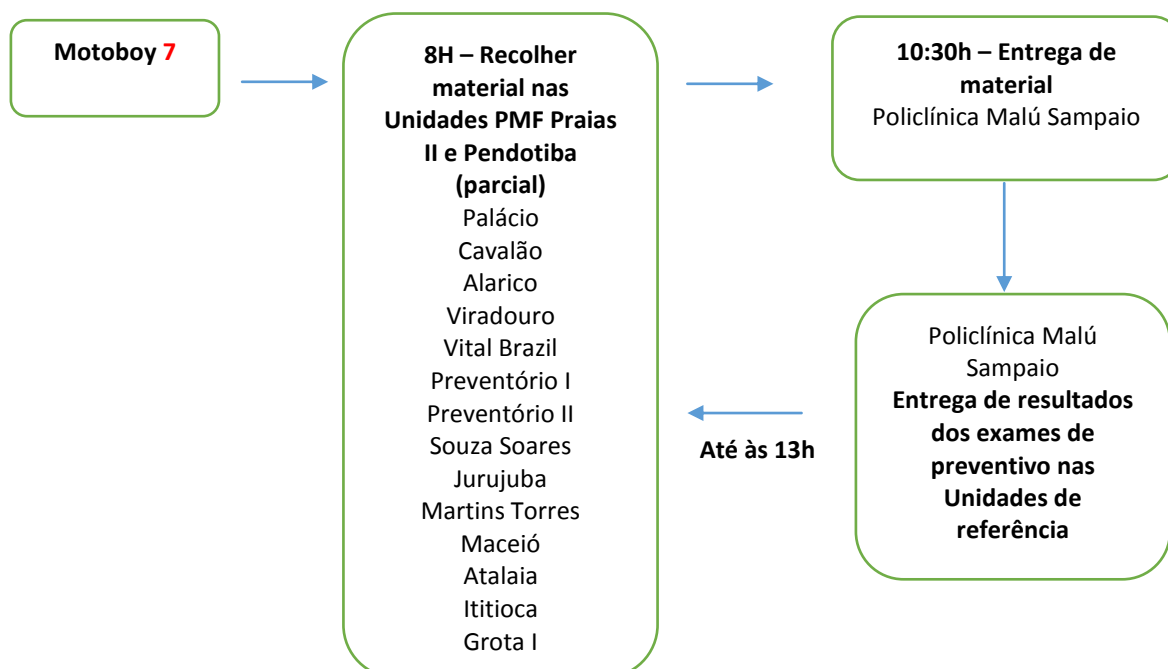 Motoboy 7
8H – Recolher
material nas
Unidades PMF Praias
II e Pendotiba
(parcial)
Palácio
Cavalão
Alarico
Viradouro
Vital Brazil
Preventório I
Preventório II
Souza Soares
Jurujuba
Martins Torres
Maceió
Atalaia
Ititioca
Grota I
10:30h – Entrega de
material
Policlínica Malú Sampaio
Policlínica Malú
Sampaio
Entrega de resultados
dos exames de
preventivo nas
Unidades de
referência
Até às 13h